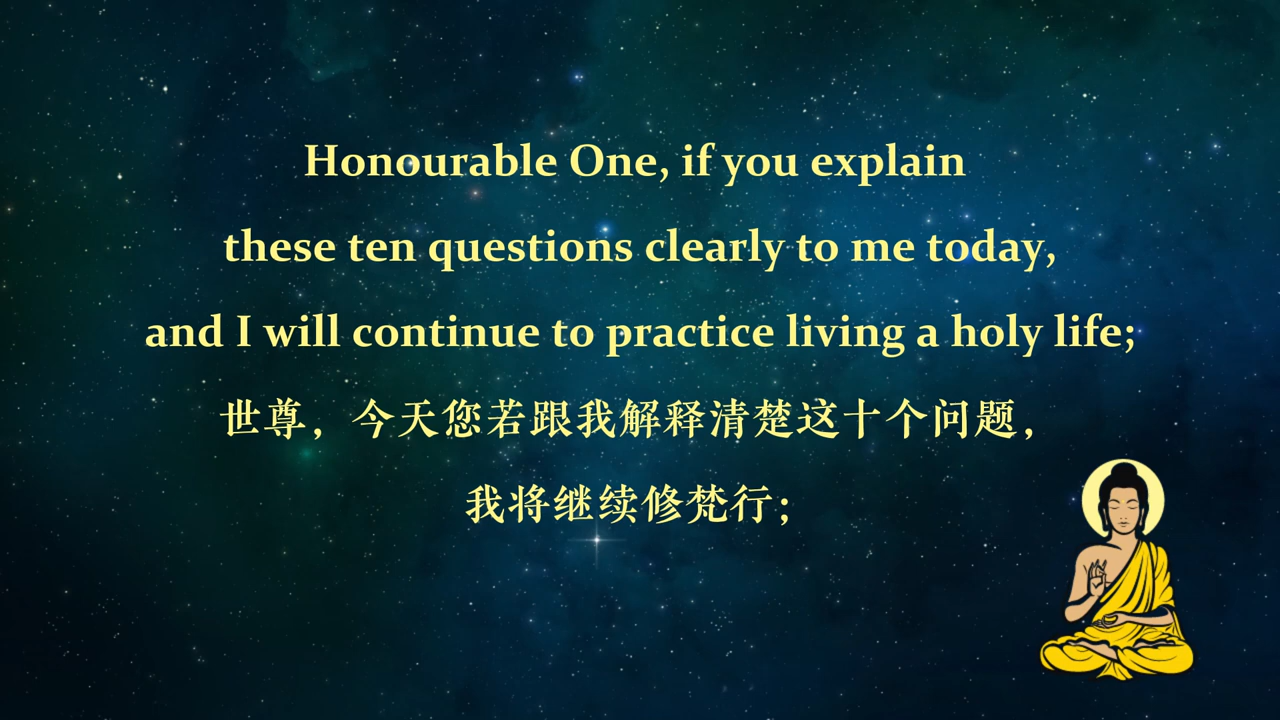 Honourable One, if you explain
these ten questions clearly to me today,
and I will continue to practice living a holy life;
世尊，今天您若跟我解释清楚这十个问题，
我将继续修梵行；